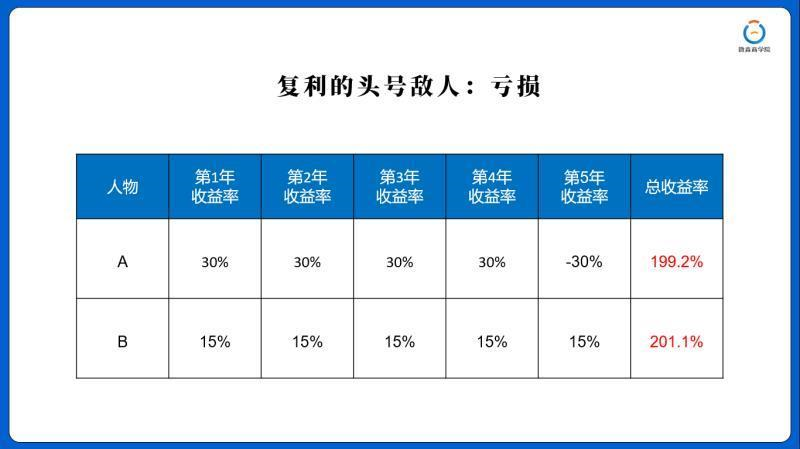 复利的头号敌人：亏损
人物 第1年收益率 第2年收益率 第3年收益率 第4年收益率 第5年收益率 总收益率
A 30% 30% 30% 30% -30% 199.2%
B 15% 15% 15% 15% 15% 201.1%